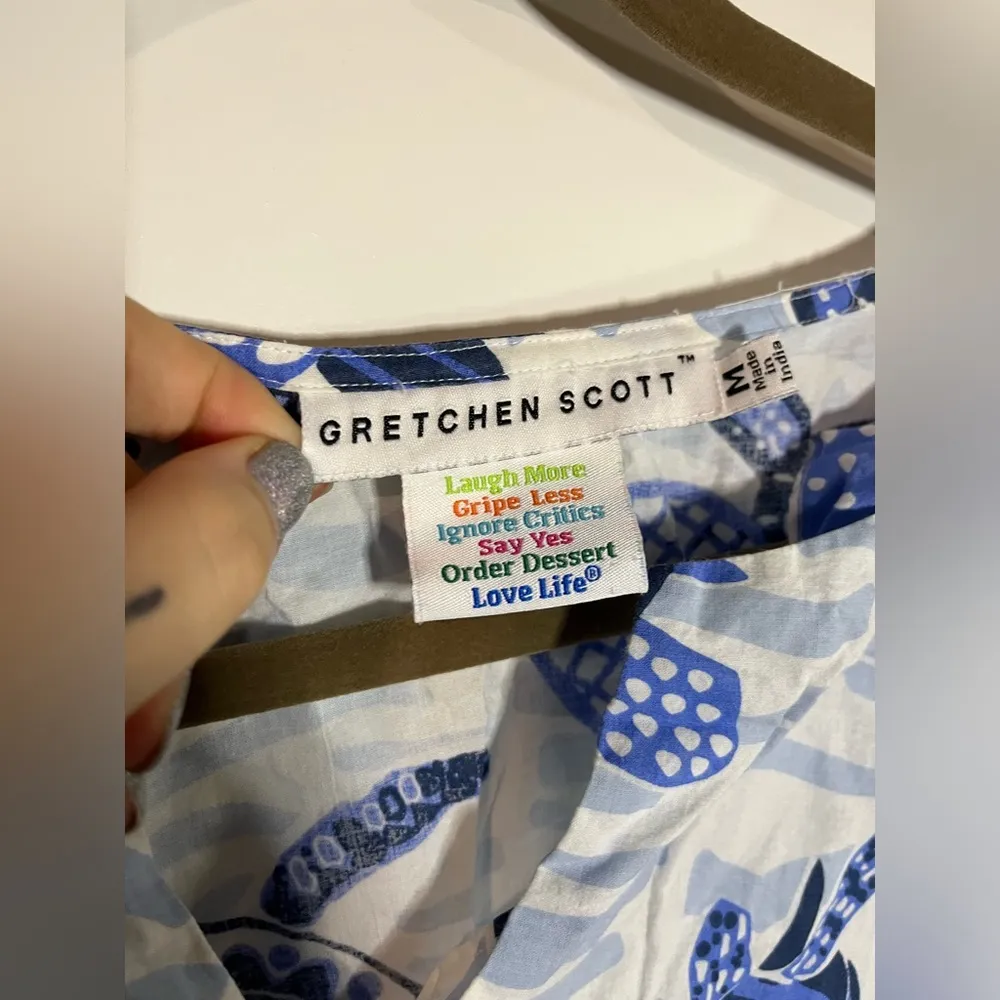 GRETCHEN SCOTT™
M
Made
in
India
Laugh More
Gripe Less
Ignore Critics
Say Yes
Order Dessert
Love Life®